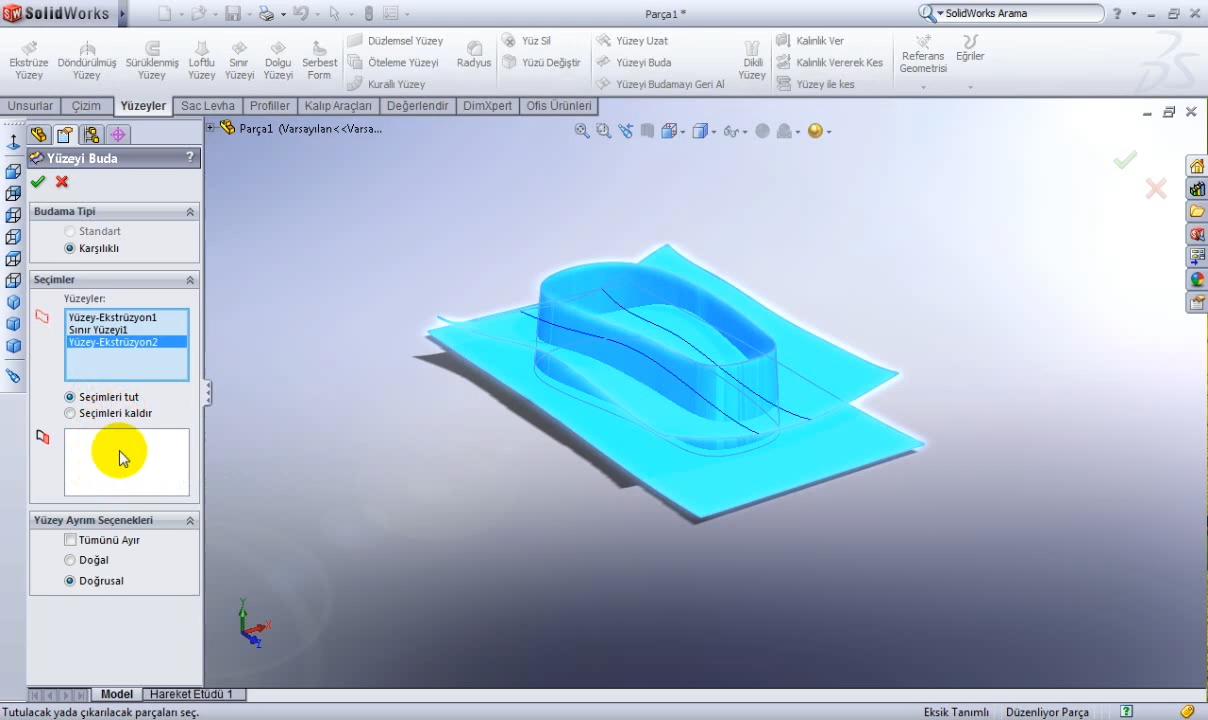 SolidWorks
Parça1 *
SolidWorks Arama
?
Ekstrüze Yüzey
Döndürülmüş Yüzey
Sürüklenmiş Yüzey
Loftlu Yüzey
Sınır Yüzeyi
Dolgu Yüzeyi
Serbest Form
Düzlemsel Yüzey
Öteleme Yüzeyi
Kurallı Yüzey
Radyus
Yüz Sil
Yüzü Değiştir
Yüzey Uzat
Yüzeyi Buda
Yüzeyi Budamayı Geri Al
Dikli Yüzey
Kalınlık Ver
Kalınlık Vererek Kes
Yüzey ile kes
Referans Geometrisi
Eğriler
Unsurlar
Çizim
Yüzeyler
Sac Levha
Profiller
Kalıp Araçları
Değerlendir
DimXpert
Ofis Ürünleri
Parça1 (Varsayılan<<Varsa...
Yüzeyi Buda
?
Budama Tipi
Standart
Karşılıklı
Seçimler
Yüzeyler:
Yüzey-Ekstrüzyon1
Sınır Yüzeyi1
Yüzey-Ekstrüzyon2
Seçimleri tut
Seçimleri kaldır
Yüzey Ayrım Seçenekleri
Tümünü Ayır
Doğal
Doğrusal
Y
X
Z
Model
Hareket Etüdü 1
Tutulacak yada çıkarılacak parçaları seç.
Eksik Tanımlı
Düzenliyor Parça
?